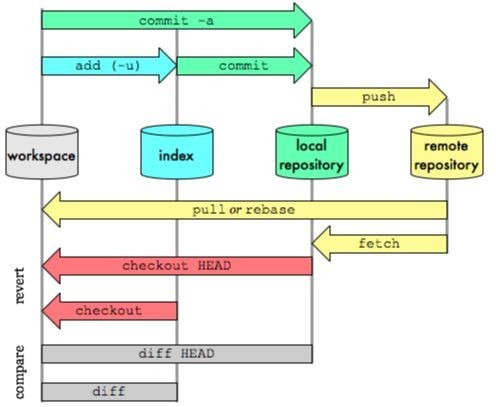 commit -a
add (-u)
commit
push
workspace
index
local
repository
remote
repository
pull or rebase
fetch
revert
checkout HEAD
checkout
compare
diff HEAD
diff